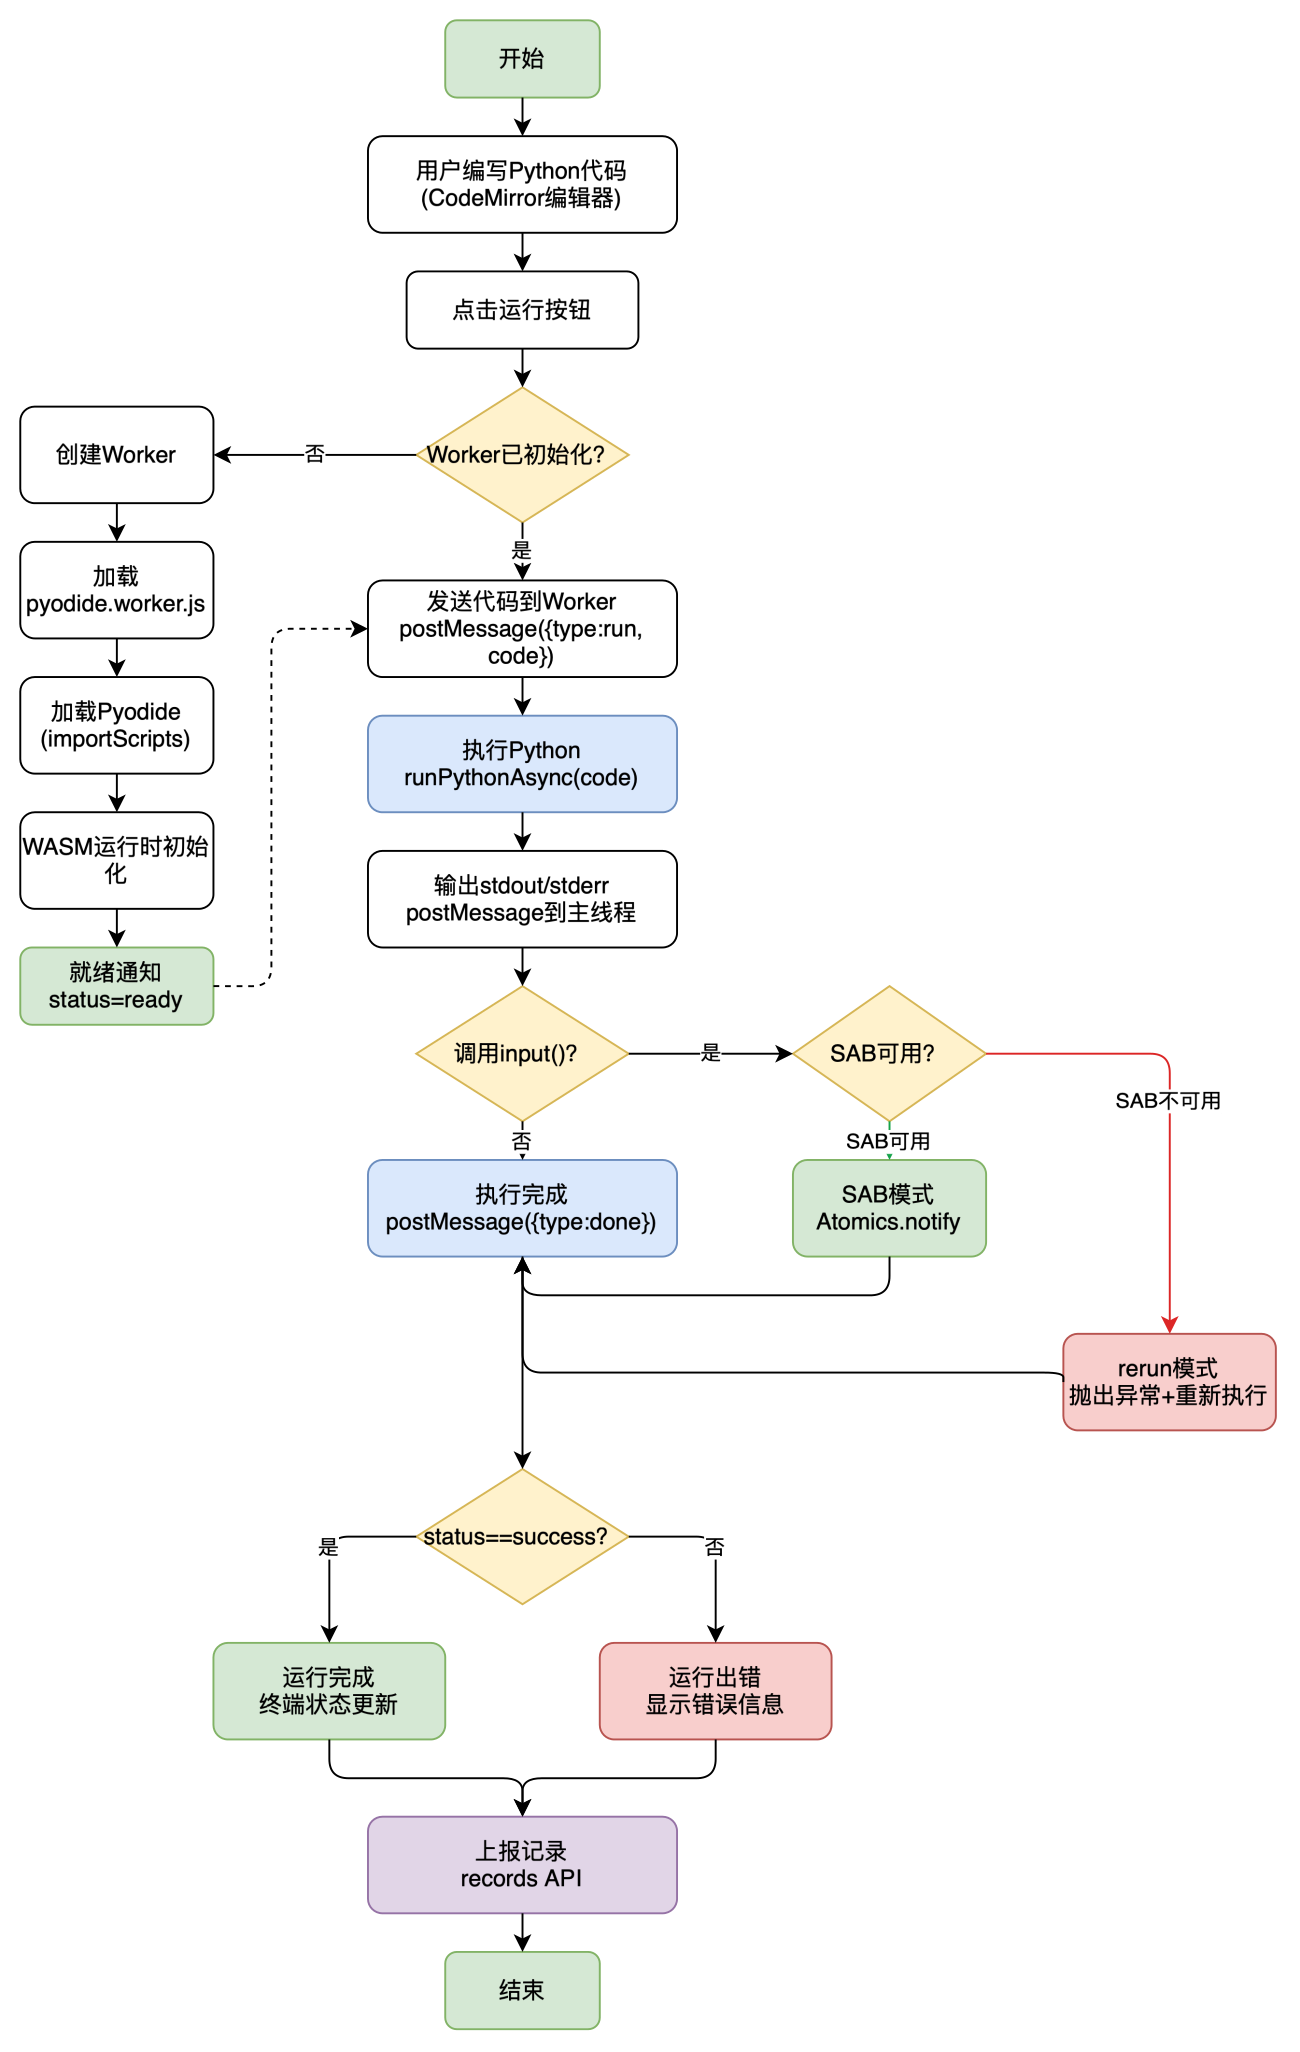 开始
用户编写Python代码
(CodeMirror编辑器)
点击运行按钮
Worker已初始化?
否
创建Worker
加载
pyodide.worker.js
加载Pyodide
(importScripts)
WASM运行时初始
化
就绪通知
status=ready
是
发送代码到Worker
postMessage({type:run,
code})
执行Python
runPythonAsync(code)
输出stdout/stderr
postMessage到主线程
调用input()?
是
SAB可用?
SAB不可用
否
SAB可用
执行完成
postMessage({type:done})
SAB模式
Atomics.notify
rerun模式
抛出异常+重新执行
status==success?
是
否
运行完成
终端状态更新
运行出错
显示错误信息
上报记录
records API
结束